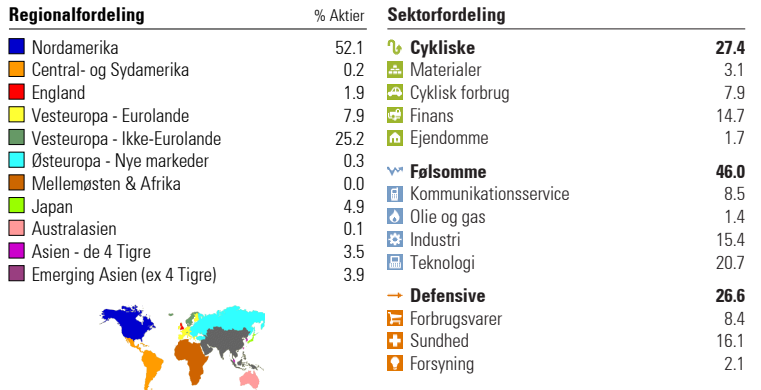 Regionalfordeling % Aktier
Nordamerika 52.1
Central- og Sydamerika 0.2
England 1.9
Vesteuropa - Eurolande 7.9
Vesteuropa - Ikke-Eurolande 25.2
Østeuropa - Nye markeder 0.3
Mellemøsten & Afrika 0.0
Japan 4.9
Australasien 0.1
Asien - de 4 Tigre 3.5
Emerging Asien (ex 4 Tigre) 3.9
Sektorfordeling
Cykliske 27.4
Materialer 3.1
Cyklisk forbrug 7.9
Finans 14.7
Ejendomme 1.7
Følsomme 46.0
Kommunikationsservice 8.5
Olie og gas 1.4
Industri 15.4
Teknologi 20.7
Defensive 26.6
Forbrugsvarer 8.4
Sundhed 16.1
Forsyning 2.1